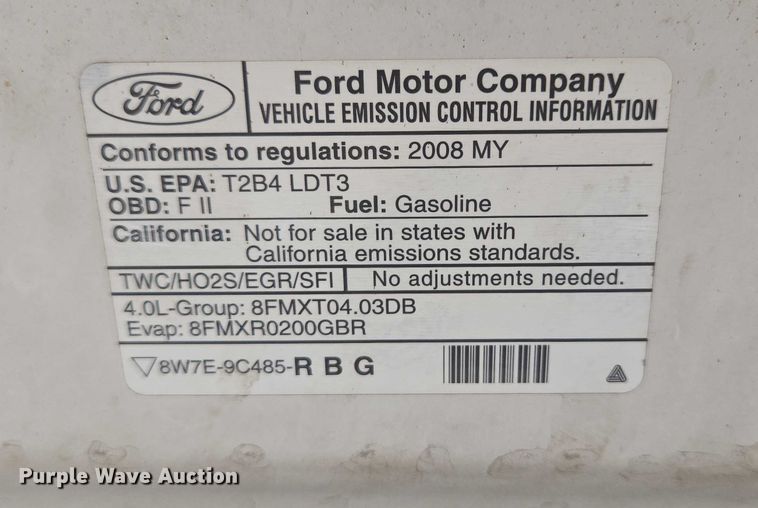 Ford
Ford Motor Company
VEHICLE EMISSION CONTROL INFORMATION
Conforms to regulations: 2008 MY
U.S. EPA: T2B4 LDT3
OBD: F II Fuel: Gasoline
California: Not for sale in states with
California emissions standards.
TWC/HO2S/EGR/SFI No adjustments needed.
4.0L-Group: 8FMXT04.03DB
Evap: 8FMXR0200GBR
8W7E-9C485-R B G
Purple Wave Auction